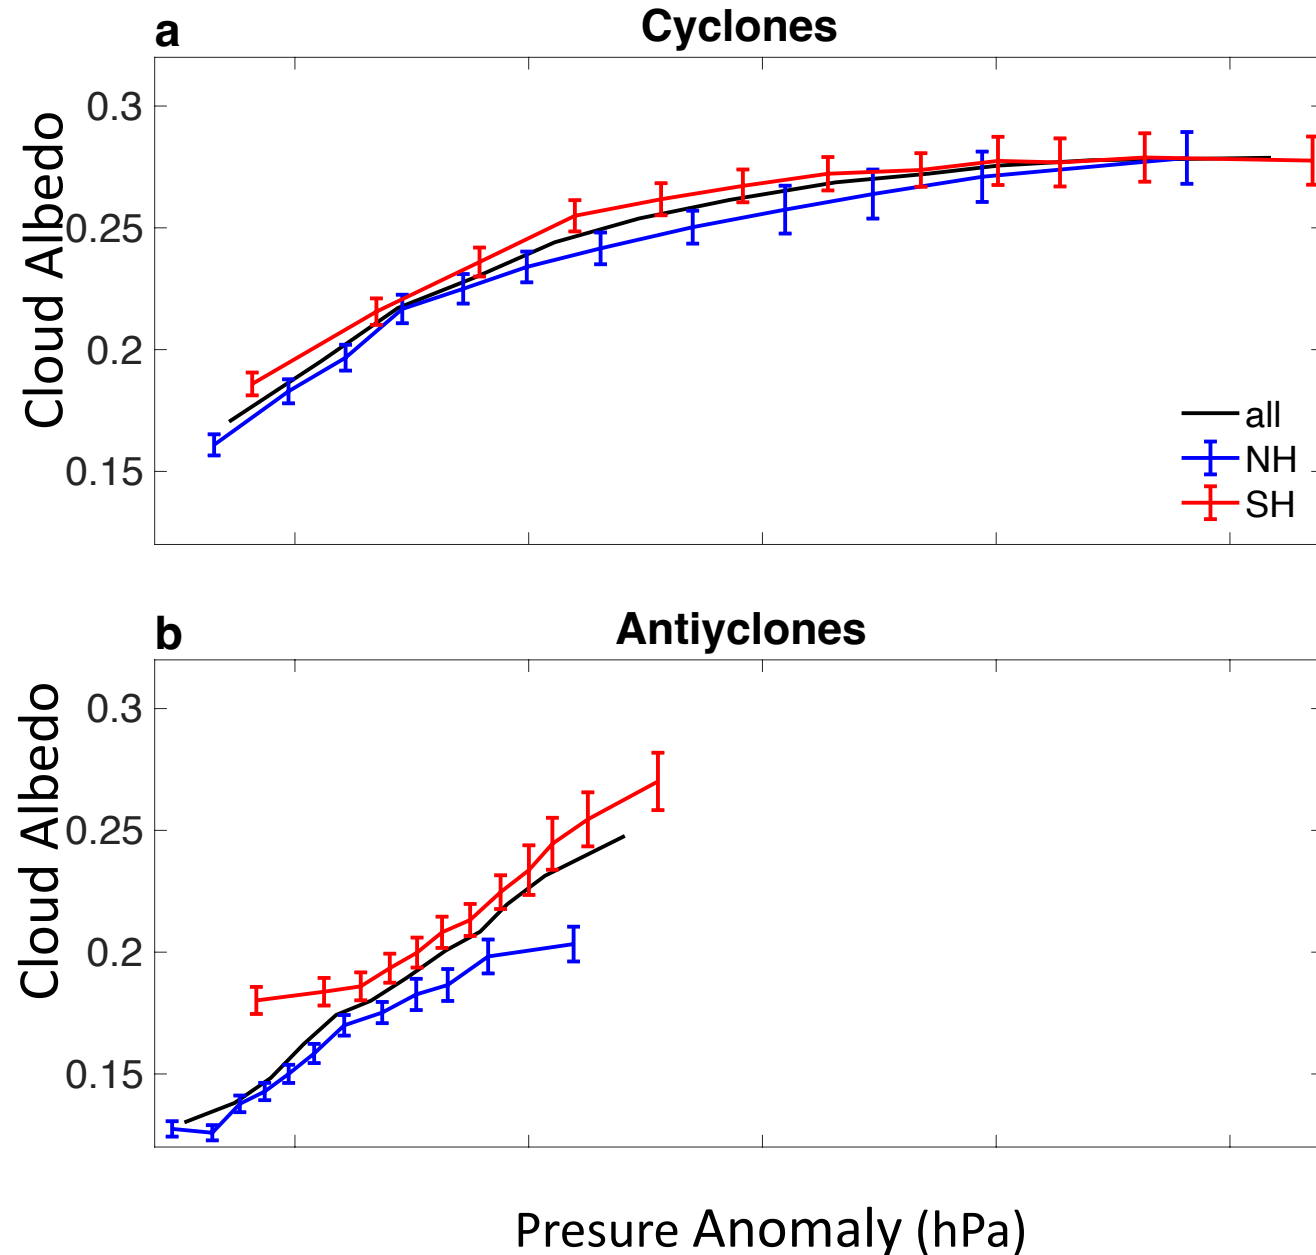 a
Cyclones
Cloud Albedo
0.3
0.25
0.2
0.15
all
NH
SH
b
Antiyclones
Cloud Albedo
0.3
0.25
0.2
0.15
Presure Anomaly (hPa)